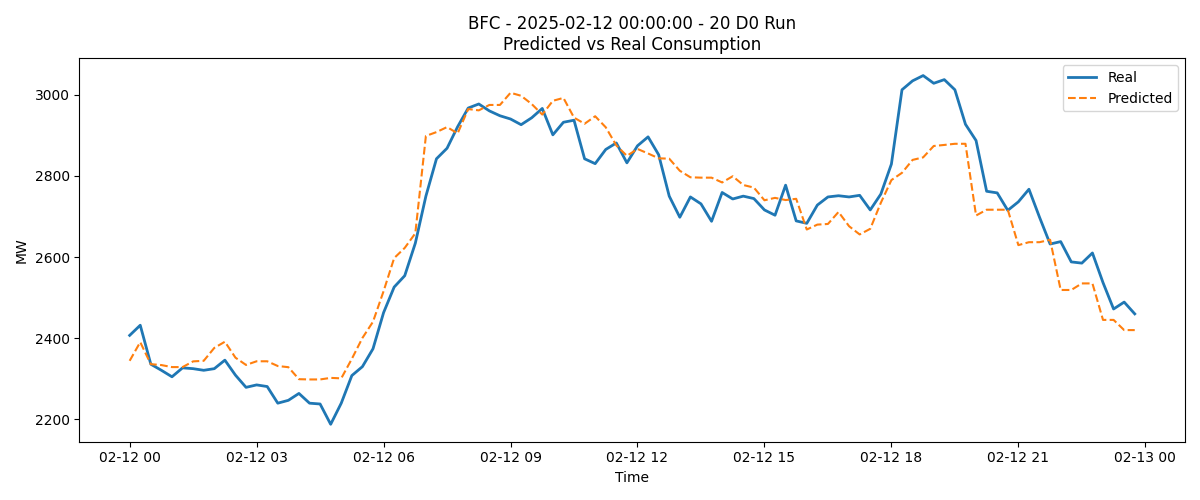 BFC - 2025-02-12 00:00:00 - 20 D0 Run
Predicted vs Real Consumption
Real
Predicted
MW
3000
2800
2600
2400
2200
02-12 00
02-12 03
02-12 06
02-12 09
02-12 12
02-12 15
02-12 18
02-12 21
02-13 00
Time